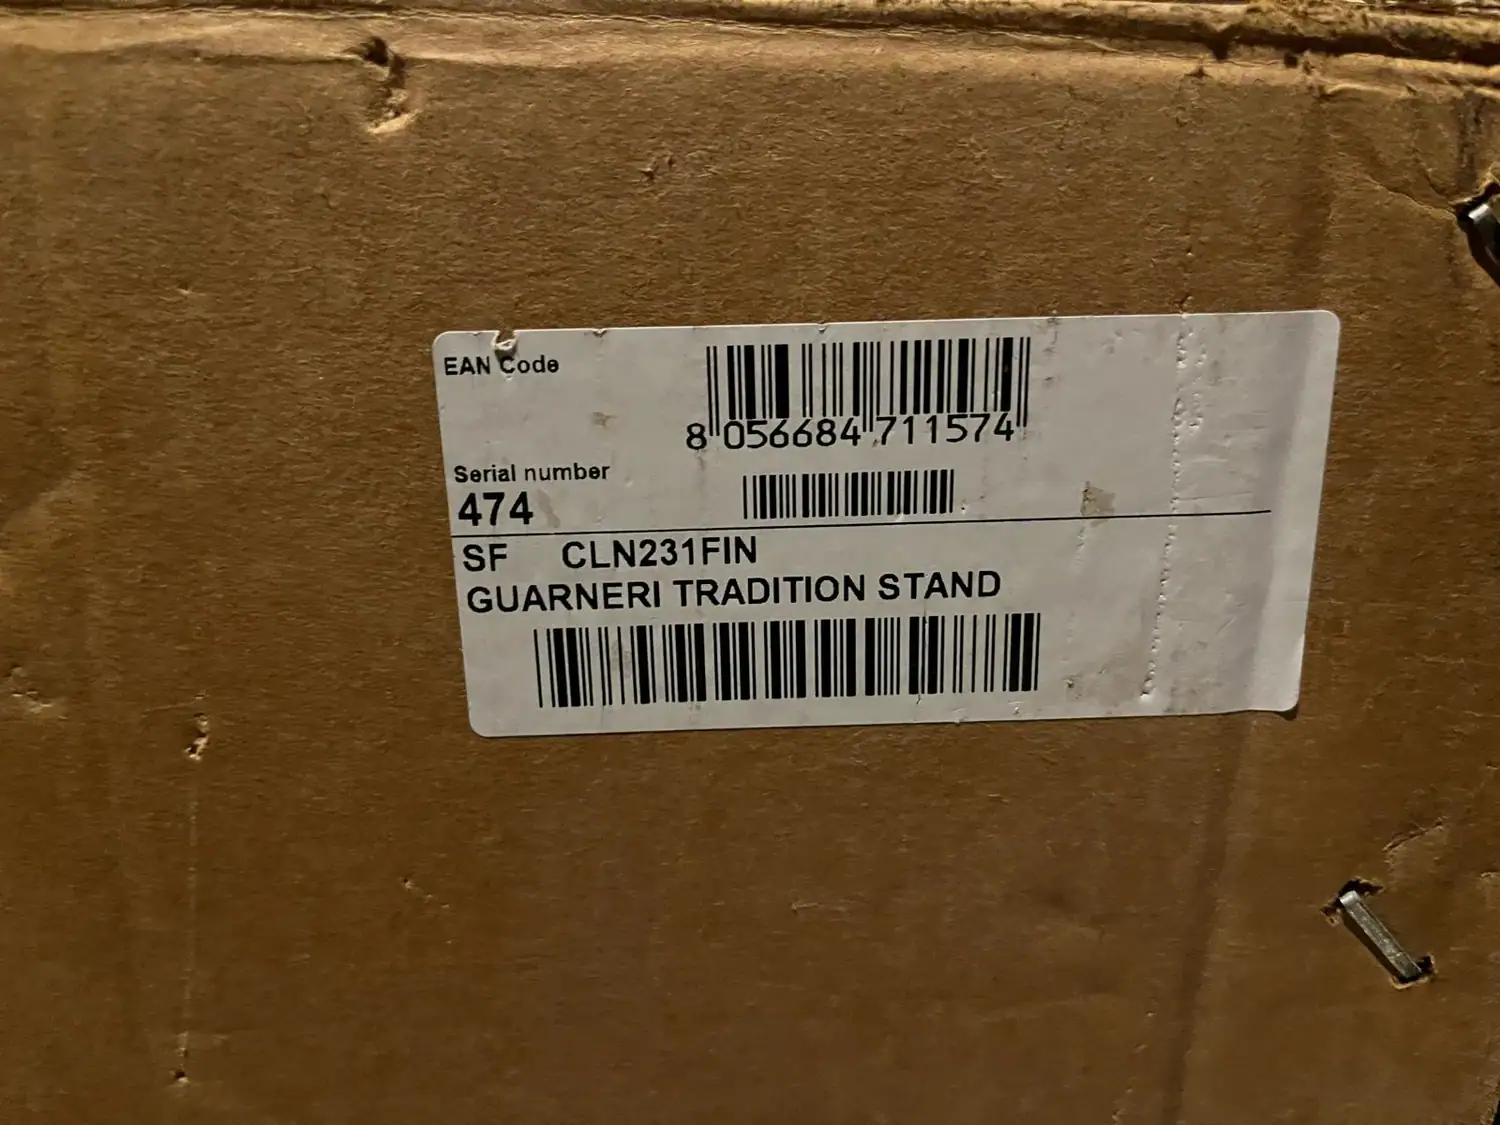 EAN Code
8 056684 711574
Serial number
474
SF CLN231FIN
GUARNERI TRADITION STAND